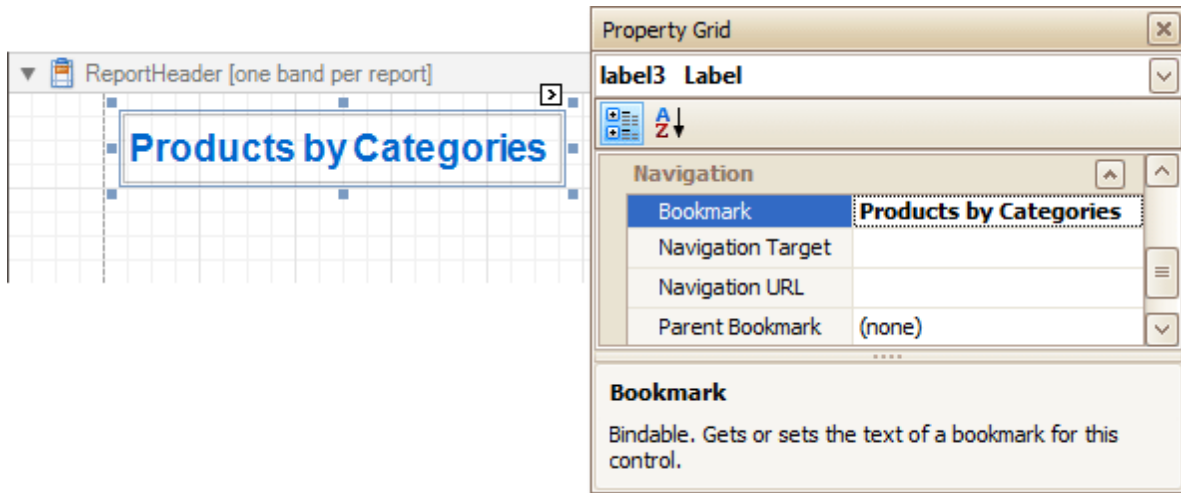 ReportHeader [one band per report]
Products by Categories
Property Grid
label3 Label
A
Z
Navigation
Bookmark Products by Categories
Navigation Target
Navigation URL
Parent Bookmark (none)
Bookmark
Bindable. Gets or sets the text of a bookmark for this
control.